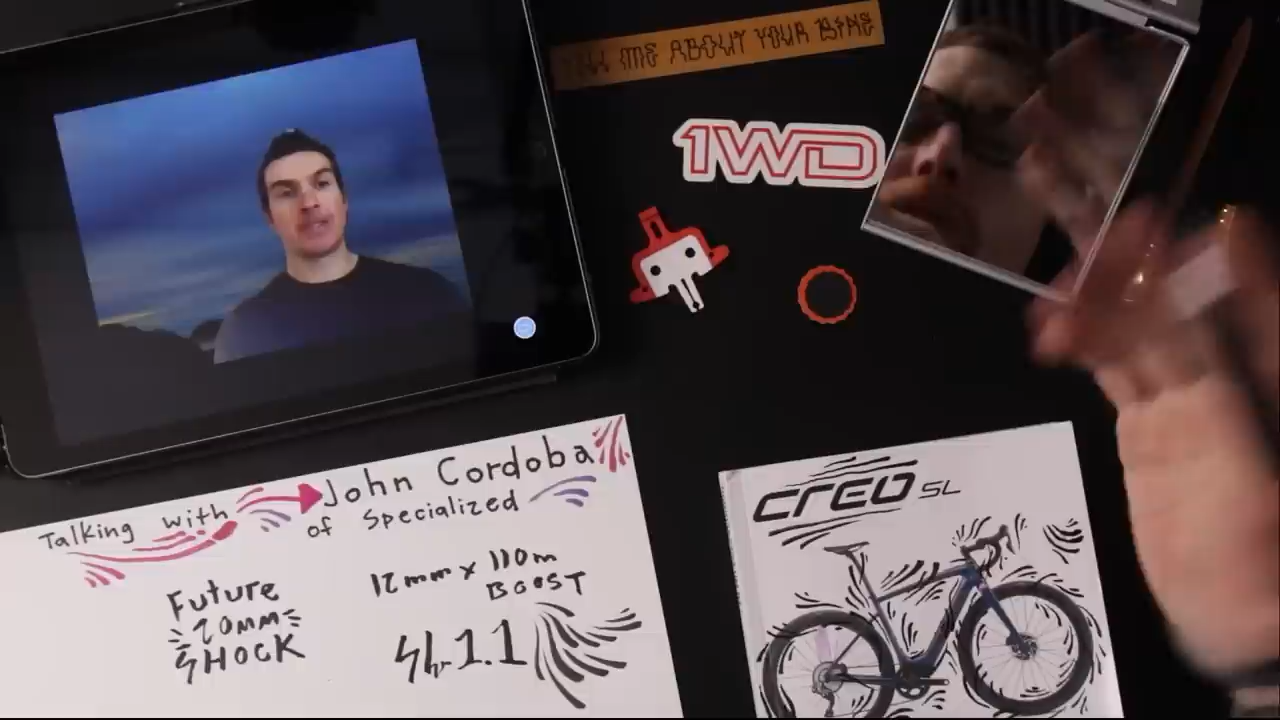 ME ABOUT YOUR BIKE
1WD
Talking with John Cordoba
of Specialized
Future
20mm
SHOCK
12mm x 110m
BOOST
SL 1.1
CREO SL